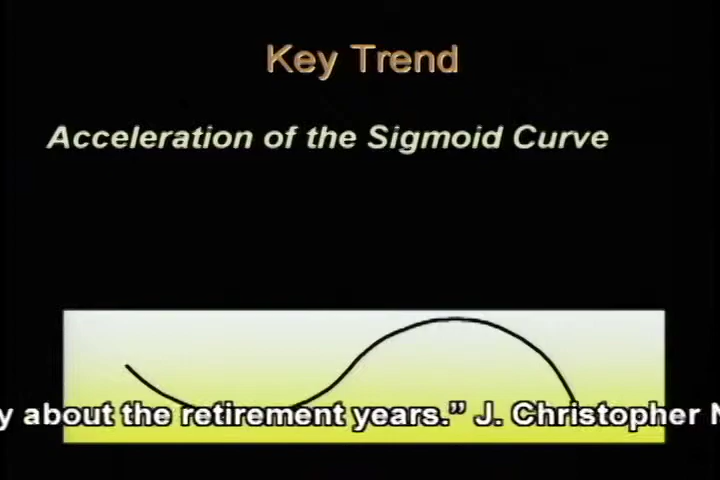 Key Trend
Acceleration of the Sigmoid Curve
y about the retirement years.” J. Christopher